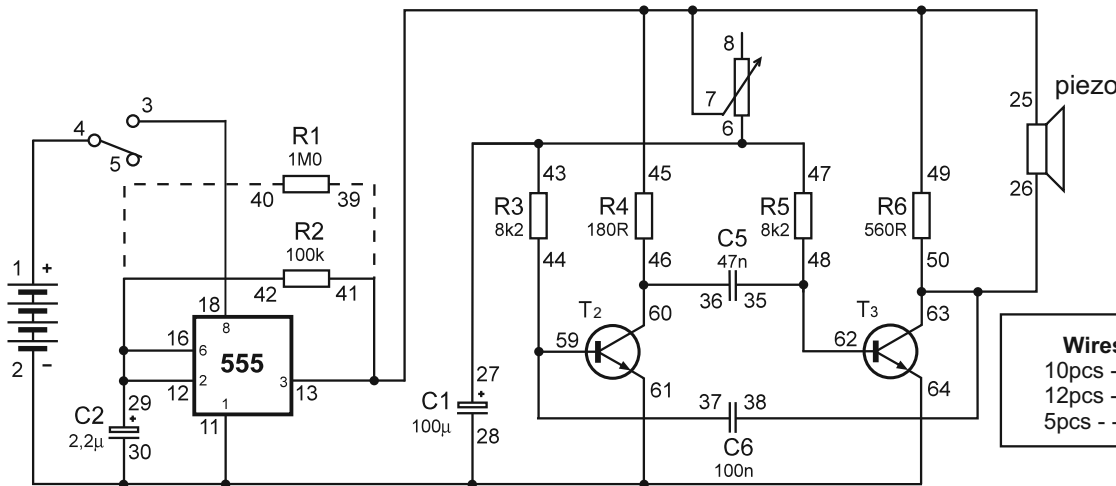 3
4
5
R1
1M0
40
39
R2
100k
42
41
1
+
2
−
18
8
16
6
555
2
12
3
13
1
11
29
C2
+
2,2µ
30
8
7
6
piezo
25
26
43
R3
8k2
44
45
R4
180R
46
47
R5
8k2
48
49
R6
560R
50
C5
47n
36
35
T2
60
59
61
T3
63
62
64
27
C1
+
100µ
28
37
38
C6
100n
Wires
10pcs -
12pcs -
5pcs - -